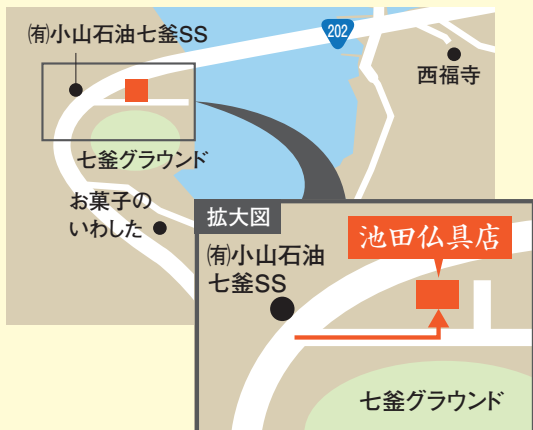 ㈲小山石油七釜SS
202
西福寺
七釜グラウンド
お菓子の
いわした
拡大図
池田仏具店
㈲小山石油
七釜SS
七釜グラウンド